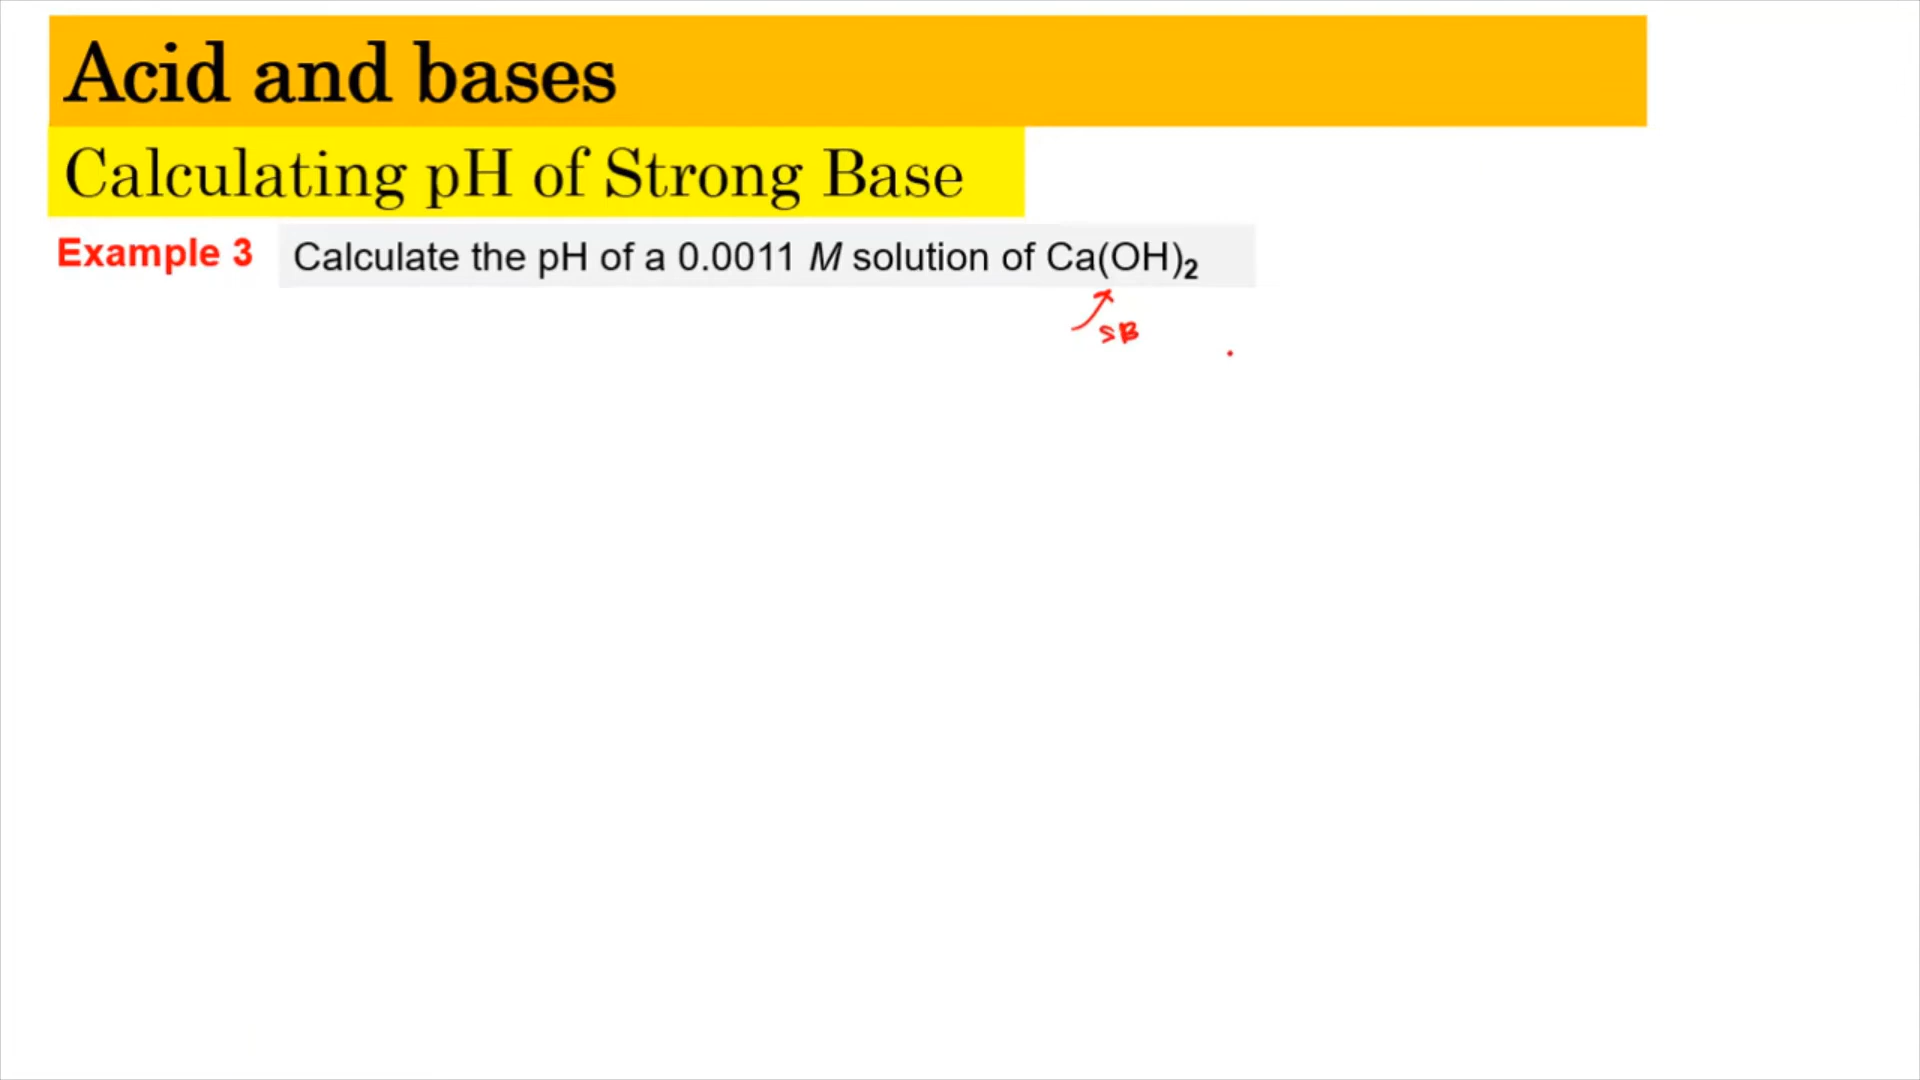 Acid and bases
Calculating pH of Strong Base
Example 3 Calculate the pH of a 0.0011 M solution of Ca(OH)₂
SB